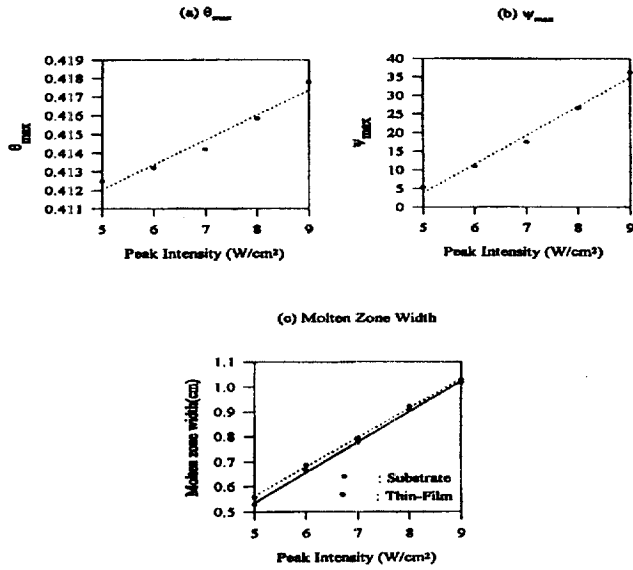 (a) θmax
(b) Ψmax
0.419
0.418
0.417
0.416
0.415
0.414
0.413
0.412
0.411
θmax
5 6 7 8 9
Peak Intensity (W/cm²)
40
35
30
25
20
15
10
5
0
Ψmax
5 6 7 8 9
Peak Intensity (W/cm²)
(c) Molten Zone Width
1.1
1.0
0.9
0.8
0.7
0.6
0.5
Molten zone width(cm)
: Substrate
: Thin-Film
5 6 7 8 9
Peak Intensity (W/cm²)